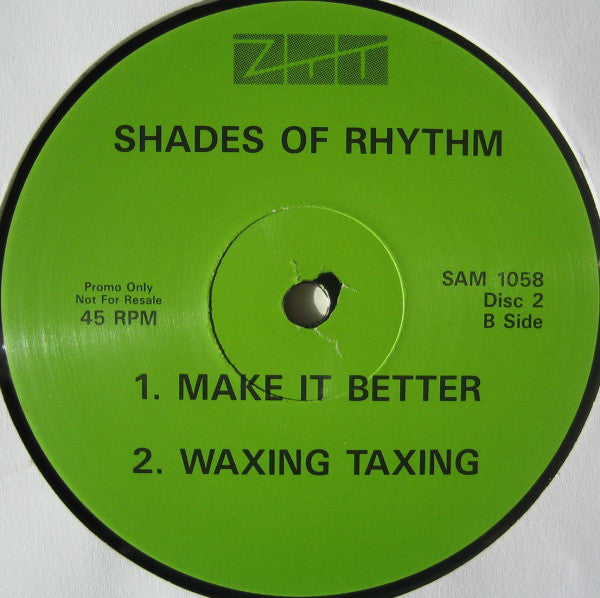 ZTT
SHADES OF RHYTHM
Promo Only
Not For Resale
45 RPM
SAM 1058
Disc 2
B Side
1. MAKE IT BETTER
2. WAXING TAXING